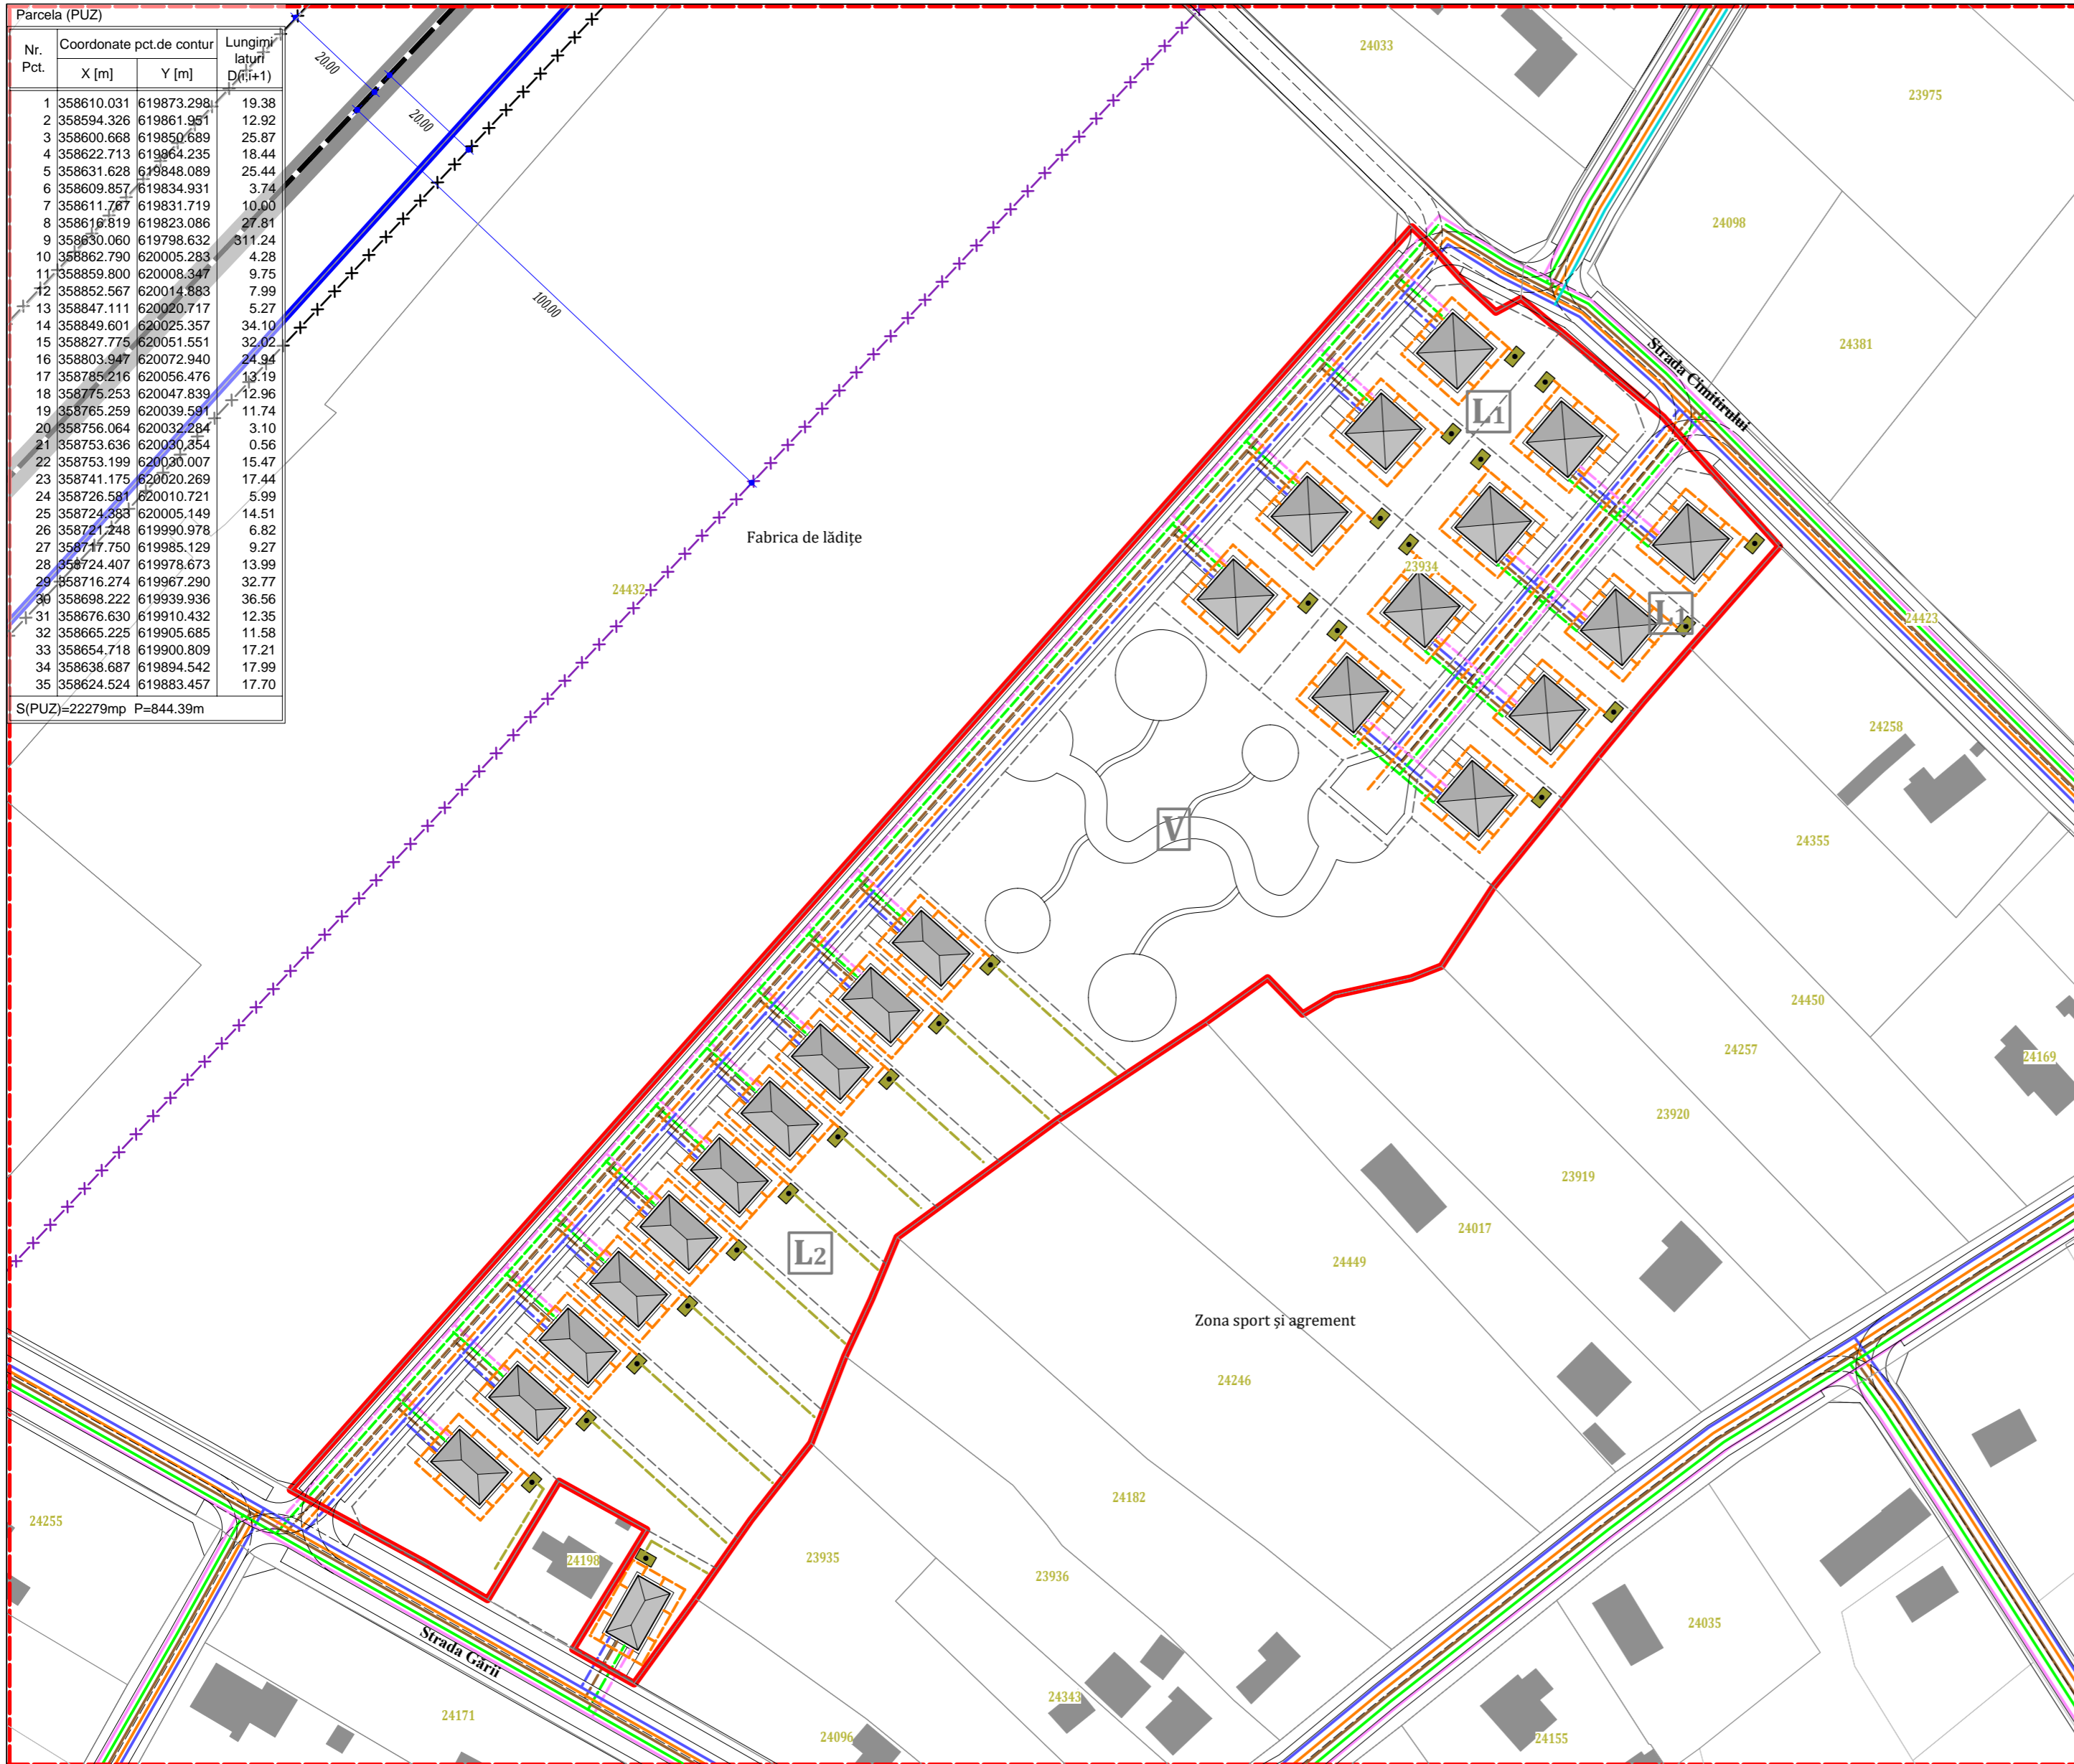 Parcela (PUZ)
Nr. Pct. Coordonate pct.de contur Lungimi laturi
X [m] Y [m] D(i,i+1)
1 358610.031 619873.298 19.38
2 358594.326 619861.951 12.92
3 358600.668 619850.689 25.87
4 358622.713 619864.235 18.44
5 358631.628 619848.089 25.44
6 358609.857 619834.931 3.74
7 358611.767 619831.719 10.00
8 358616.819 619823.086 27.81
9 358630.060 619798.632 311.24
10 358862.790 620005.283 4.28
11 358859.800 620008.347 9.75
12 358852.567 620014.883 7.99
13 358847.111 620020.717 5.27
14 358849.601 620025.357 34.10
15 358827.775 620051.551 32.02
16 358803.947 620072.940 24.94
17 358785.216 620056.476 13.19
18 358775.253 620047.839 12.96
19 358765.259 620039.591 11.74
20 358756.064 620032.284 3.10
21 358753.636 620030.354 0.56
22 358753.199 620030.007 15.47
23 358741.175 620020.269 17.44
24 358726.581 620010.721 5.99
25 358724.383 620005.149 14.51
26 358721.248 619990.978 6.82
27 358717.750 619985.129 9.27
28 358724.407 619978.673 13.99
29 358716.274 619967.290 32.77
30 358698.222 619939.936 36.56
31 358676.630 619910.432 12.35
32 358665.225 619905.685 11.58
33 358654.718 619900.809 17.21
34 358638.687 619894.542 17.99
35 358624.524 619883.457 17.70
S(PUZ)=22279mp P=844.39m
20.00
20.00
100.00
24033
23975
24098
24381
Strada Cimitirului
L1
Fabrica de lădițe
24432
23934
L1
24423
24258
V
24355
24450
24257
24169
23920
23919
24017
L2
24449
Zona sport și agrement
24246
24182
24255
24198
23935
23936
Strada Gării
24035
24343
24171
24096
24155